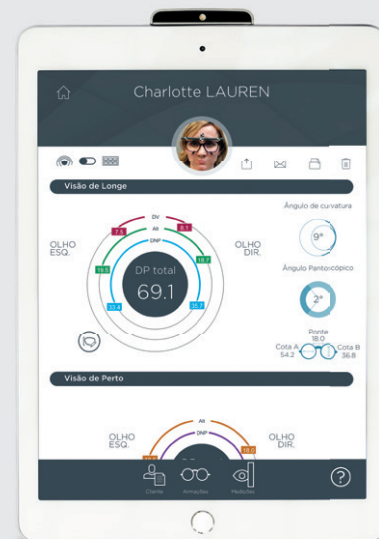 Charlotte LAUREN
Visão de Longe
DV
7.5
8.1
Alt
19.5
18.7
DNP
33.4
35.7
OLHO
ESQ.
OLHO
DIR.
DP total
69.1
Ângulo de curvatura
9°
Ângulo Pantoscópico
2°
Ponte
18.0
Cota A
54.2
Cota B
36.8
Visão de Perto
Alt
DNP
OLHO
ESQ.
OLHO
DIR.
18.0
Cliente
Armações
Medições
?